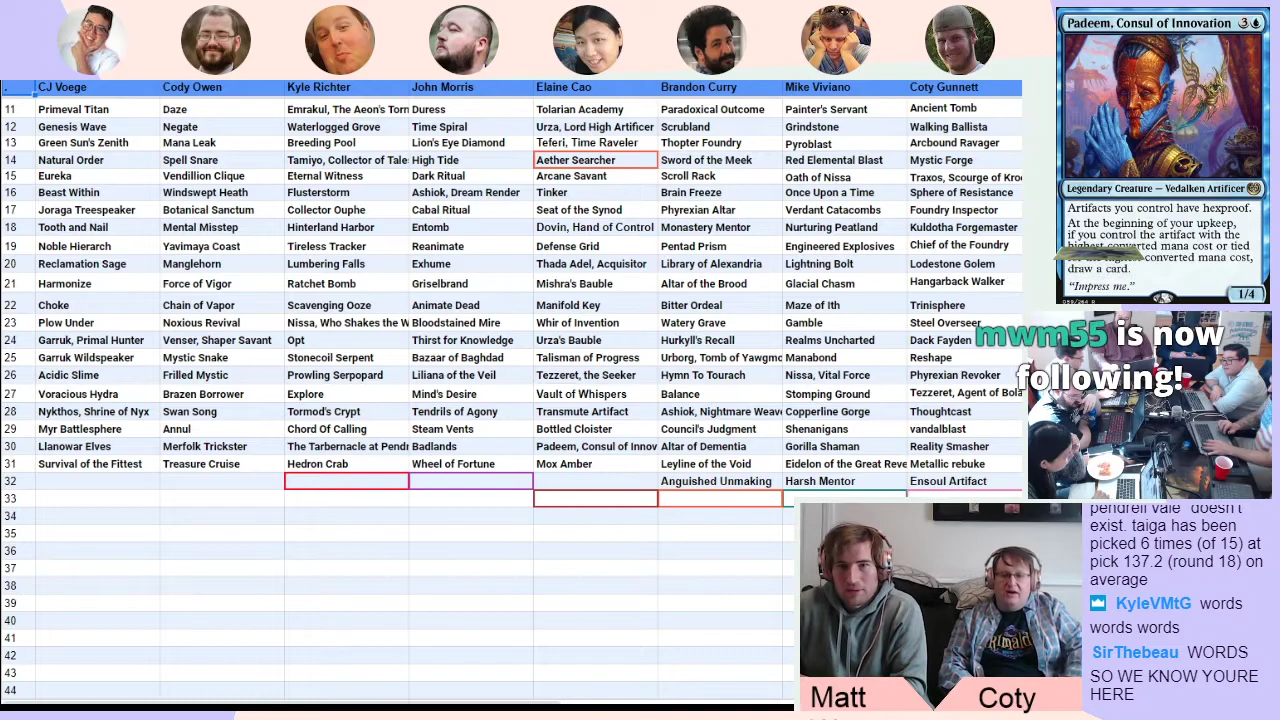 . CJ Voege Cody Owen Kyle Richter John Morris Elaine Cao Brandon Curry Mike Viviano Coty Gunnett
11 Primeval Titan Daze Emrakul, The Aeon's Torn Duress Tolarian Academy Paradoxical Outcome Painter's Servant Ancient Tomb
12 Genesis Wave Negate Waterlogged Grove Time Spiral Urza, Lord High Artificer Scrubland Grindstone Walking Ballista
13 Green Sun's Zenith Mana Leak Breeding Pool Lion's Eye Diamond Teferi, Time Raveler Thopter Foundry Pyroblast Arcbound Ravager
14 Natural Order Spell Snare Tamiyo, Collector of Tale High Tide Aether Searcher Sword of the Meek Red Elemental Blast Mystic Forge
15 Eureka Vendillion Clique Eternal Witness Dark Ritual Arcane Savant Scroll Rack Oath of Nissa Traxos, Scourge of Kro
16 Beast Within Windswept Heath Flusterstorm Ashiok, Dream Render Tinker Brain Freeze Once Upon a Time Sphere of Resistance
17 Joraga Treespeaker Botanical Sanctum Collector Ouphe Cabal Ritual Seat of the Synod Phyrexian Altar Verdant Catacombs Foundry Inspector
18 Tooth and Nail Mental Misstep Hinterland Harbor Entomb Dovin, Hand of Control Monastery Mentor Nurturing Peatland Kuldotha Forgemaster
19 Noble Hierarch Yavimaya Coast Tireless Tracker Reanimate Defense Grid Pentad Prism Engineered Explosives Chief of the Foundry
20 Reclamation Sage Manglehorn Lumbering Falls Exhume Thada Adel, Acquisitor Library of Alexandria Lightning Bolt Lodestone Golem
21 Harmonize Force of Vigor Ratchet Bomb Griselbrand Mishra's Bauble Altar of the Brood Glacial Chasm Hangarback Walker
22 Choke Chain of Vapor Scavenging Ooze Animate Dead Manifold Key Bitter Ordeal Maze of Ith Trinisphere
23 Plow Under Noxious Revival Nissa, Who Shakes the W Bloodstained Mire Whir of Invention Watery Grave Gamble Steel Overseer
24 Garruk, Primal Hunter Venser, Shaper Savant Opt Thirst for Knowledge Urza's Bauble Hurkyll's Recall Realms Uncharted Dack Fayden
25 Garruk Wildspeaker Mystic Snake Stonecoil Serpent Bazaar of Baghdad Talisman of Progress Urborg, Tomb of Yawgmo Manabond Reshape
26 Acidic Slime Frilled Mystic Prowling Serpopard Liliana of the Veil Tezzeret, the Seeker Hymn To Tourach Nissa, Vital Force Phyrexian Revoker
27 Voracious Hydra Brazen Borrower Explore Mind's Desire Vault of Whispers Balance Stomping Ground Tezzeret, Agent of Bola
28 Nykthos, Shrine of Nyx Swan Song Tormod's Crypt Tendrils of Agony Transmute Artifact Ashiok, Nightmare Weave Copperline Gorge Thoughtcast
29 Myr Battlesphere Annul Chord Of Calling Steam Vents Bottled Cloister Council's Judgment Shenanigans vandalblast
30 Llanowar Elves Merfolk Trickster The Tarbernacle at Pendr Badlands Padeem, Consul of Innov Altar of Dementia Gorilla Shaman Reality Smasher
31 Survival of the Fittest Treasure Cruise Hedron Crab Wheel of Fortune Mox Amber Leyline of the Void Eidelon of the Great Reve Metallic rebuke
32 Anguished Unmaking Harsh Mentor Ensoul Artifact
33
34
35
36
37
38
39
40
41
42
43
44
Padeem, Consul of Innovation 3
Legendary Creature — Vedalken Artificer
Artifacts you control have hexproof.
At the beginning of your upkeep,
if you control the artifact with the
highest converted mana cost or tied
converted mana cost,
draw a card.
"Impress me."
1/4
mwm55 is now
following!
pendrell vale" doesn't
exist. taiga has been
picked 6 times (of 15) at
pick 137.2 (round 18) on
average
KyleVMtG words
words words
SirThebeau WORDS
SO WE KNOW YOURE
HERE
Matt
Coty